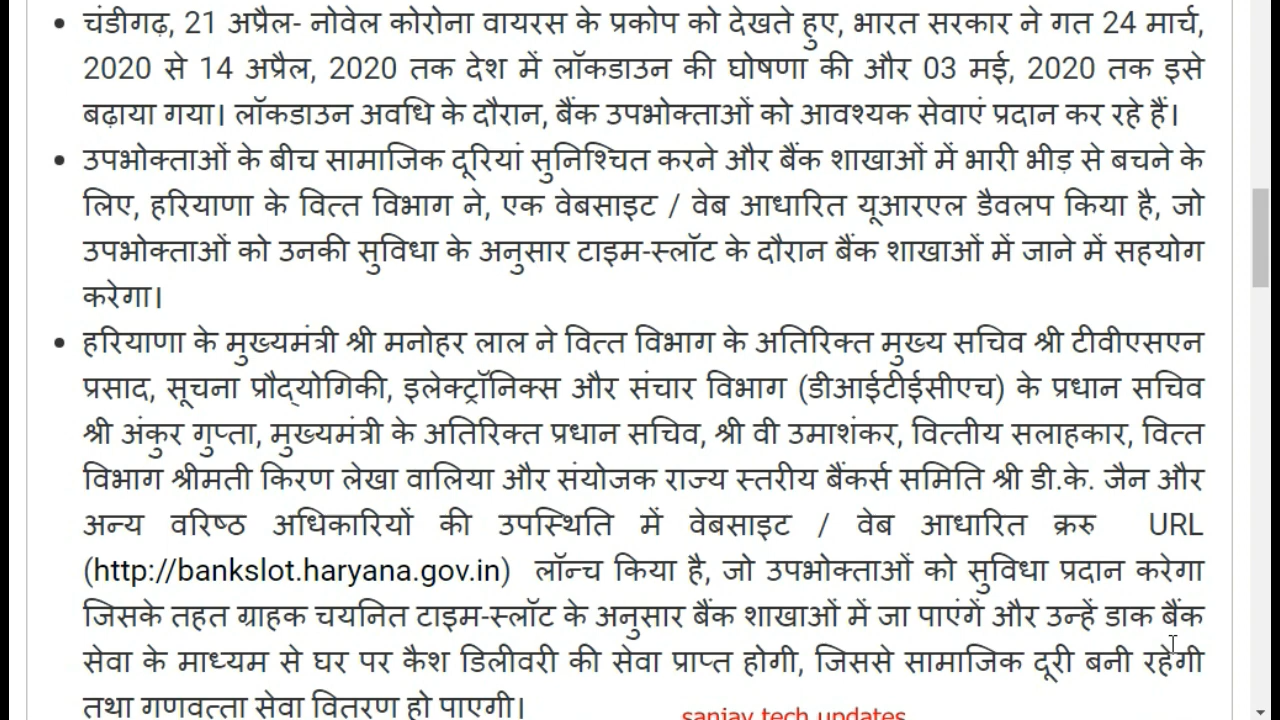 चंडीगढ़, 21 अप्रैल- नोवेल कोरोना वायरस के प्रकोप को देखते हुए, भारत सरकार ने गत 24 मार्च,
2020 से 14 अप्रैल, 2020 तक देश में लॉकडाउन की घोषणा की और 03 मई, 2020 तक इसे
बढ़ाया गया। लॉकडाउन अवधि के दौरान, बैंक उपभोक्ताओं को आवश्यक सेवाएं प्रदान कर रहे हैं।
उपभोक्ताओं के बीच सामाजिक दूरियां सुनिश्चित करने और बैंक शाखाओं में भारी भीड़ से बचने के
लिए, हरियाणा के वित्त विभाग ने, एक वेबसाइट / वेब आधारित यूआरएल डैवलप किया है, जो
उपभोक्ताओं को उनकी सुविधा के अनुसार टाइम-स्लॉट के दौरान बैंक शाखाओं में जाने में सहयोग
करेगा।
हरियाणा के मुख्यमंत्री श्री मनोहर लाल ने वित्त विभाग के अतिरिक्त मुख्य सचिव श्री टीवीएसएन
प्रसाद, सूचना प्रौद्योगिकी, इलेक्ट्रॉनिक्स और संचार विभाग (डीआईटीईसीएच) के प्रधान सचिव
श्री अंकुर गुप्ता, मुख्यमंत्री के अतिरिक्त प्रधान सचिव, श्री वी उमाशंकर, वित्तीय सलाहकार, वित्त
विभाग श्रीमती किरण लेखा वालिया और संयोजक राज्य स्तरीय बैंकर्स समिति श्री डी.के. जैन और
अन्य वरिष्ठ अधिकारियों की उपस्थिति में वेबसाइट / वेब आधारित क्ररु URL
(http://bankslot.haryana.gov.in) लॉन्च किया है, जो उपभोक्ताओं को सुविधा प्रदान करेगा
जिसके तहत ग्राहक चयनित टाइम-स्लॉट के अनुसार बैंक शाखाओं में जा पाएंगें और उन्हें डाक बैंक
सेवा के माध्यम से घर पर कैश डिलीवरी की सेवा प्राप्त होगी, जिससे सामाजिक दूरी बनी रहेगी
तथा गुणवत्ता सेवा वितरण हो पाएगी।
sanjay tech updates